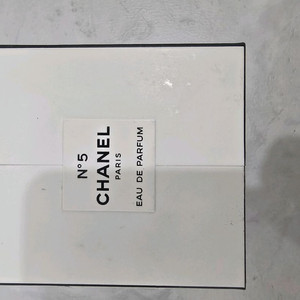 N°5
CHANEL
PARIS
EAU DE PARFUM